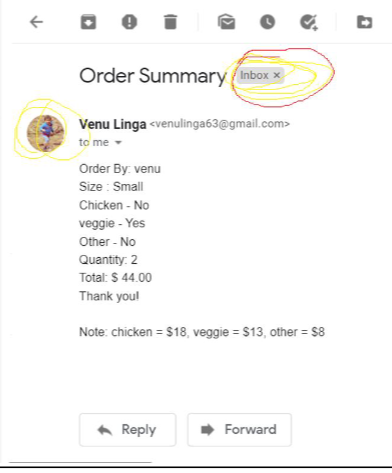 Order Summary Inbox ×
Venu Linga <venulinga63@gmail.com>
to me
Order By: venu
Size : Small
Chicken - No
veggie - Yes
Other - No
Quantity: 2
Total: $ 44.00
Thank you!
Note: chicken = $18, veggie = $13, other = $8
Reply
Forward